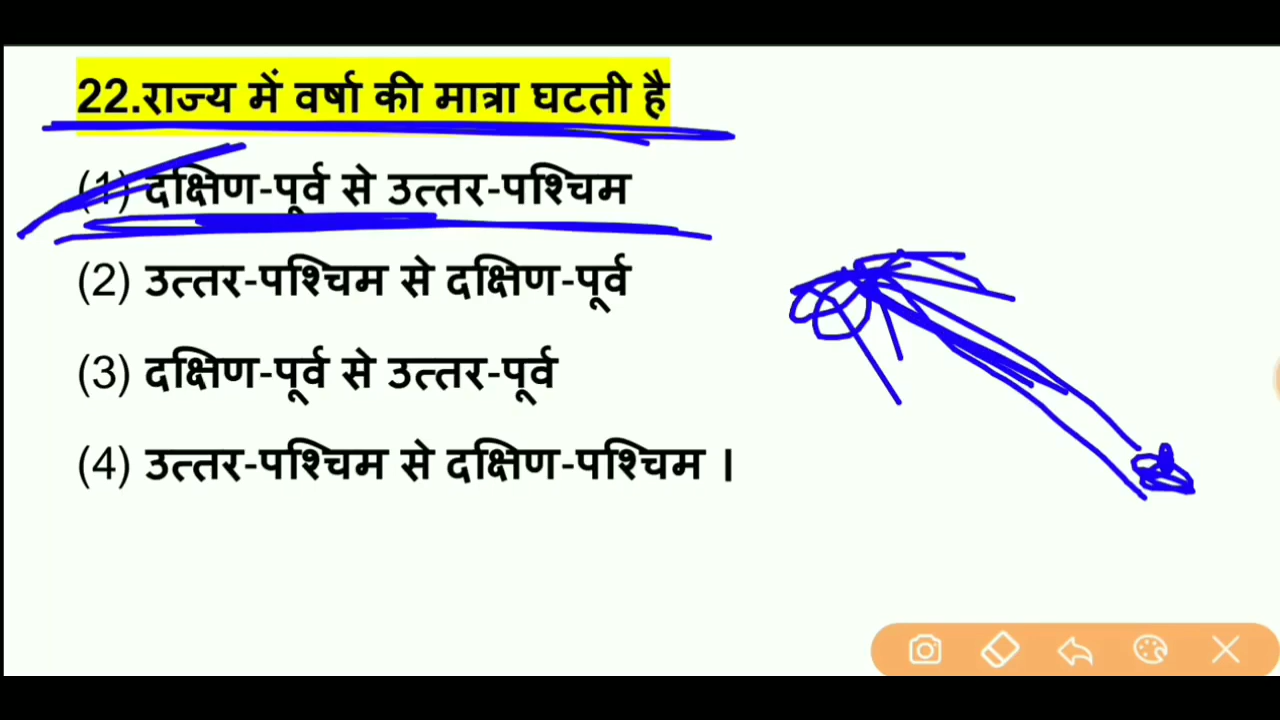 22.राज्य में वर्षा की मात्रा घटती है
(1) दक्षिण-पूर्व से उत्तर-पश्चिम
(2) उत्तर-पश्चिम से दक्षिण-पूर्व
(3) दक्षिण-पूर्व से उत्तर-पूर्व
(4) उत्तर-पश्चिम से दक्षिण-पश्चिम ।